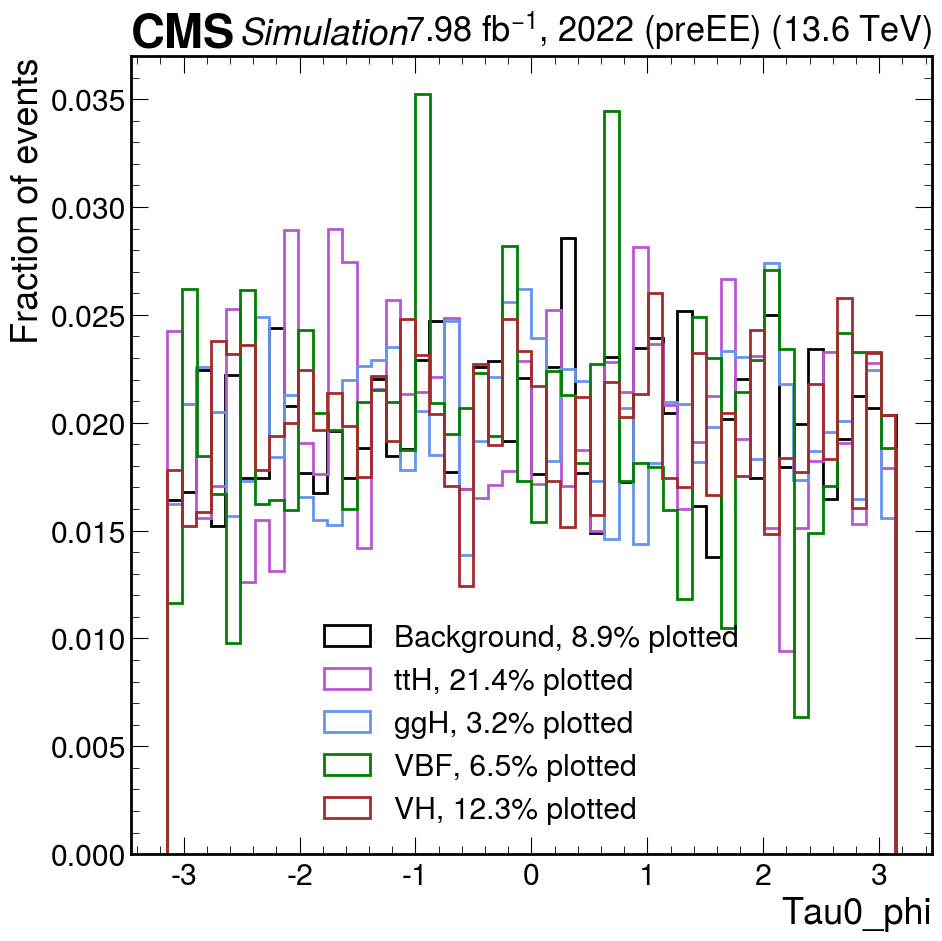 CMS Simulation 7.98 fb⁻¹, 2022 (preEE) (13.6 TeV)
Fraction of events
0.035
0.030
0.025
0.020
0.015
0.010
0.005
0.000
Background, 8.9% plotted
ttH, 21.4% plotted
ggH, 3.2% plotted
VBF, 6.5% plotted
VH, 12.3% plotted
-3 -2 -1 0 1 2 3
Tau0_phi